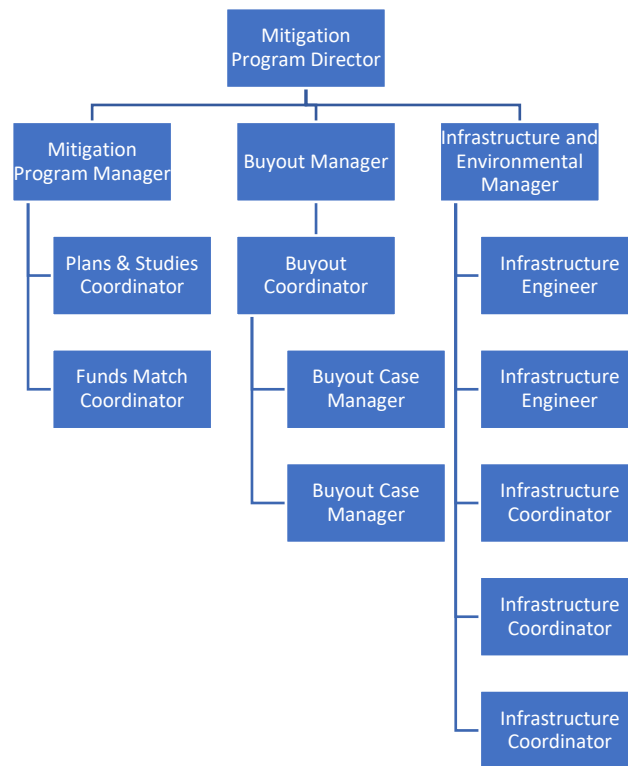 Mitigation
Program Director
Mitigation
Program Manager
Buyout Manager
Infrastructure and
Environmental
Manager
Plans & Studies
Coordinator
Buyout
Coordinator
Infrastructure
Engineer
Funds Match
Coordinator
Buyout Case
Manager
Infrastructure
Engineer
Buyout Case
Manager
Infrastructure
Coordinator
Infrastructure
Coordinator
Infrastructure
Coordinator